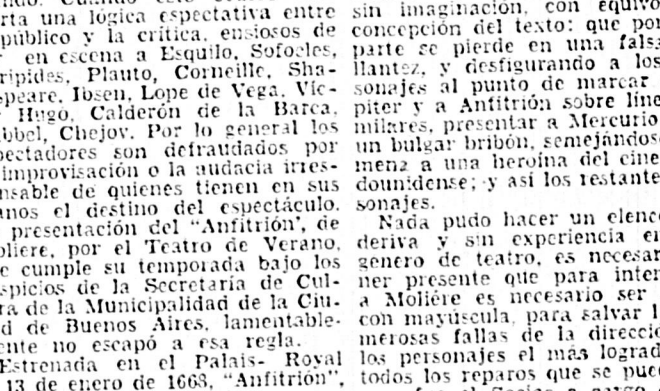 rta una lógica espectativa entre
público y la crítica, ensiosos de
en escena a Esquilo, Sofocles,
rípides, Plauto, Corneille, Sha-
speare, Ibsen, Lope de Vega, Víc-
Hugo, Calderón de la Barca,
bbel, Chejov. Por lo general los
pectadores son defraudados por
improvisación o la audacia irres-
nsable de quienes tienen en sus
anos el destino del espectáculo.
presentación del "Anfitrión", de
oliere, por el Teatro de Verano,
e cumple su temporada bajo los
spicios de la Secretaría de Cul-
ra de la Municipalidad de la Ciu-
d de Buenos Aires, lamentable-
ente no escapó a esa regla.
Estrenada en el Palais- Royal
13 de enero de 1668, "Anfitrión",
sin imaginación, con equivo
concepción del texto: que por
parte se pierde en una falsa
llantez, y desfigurando a los
sonajes al punto de marcar
piter y a Anfitrión sobre líne
milares, presentar a Mercurio
un bulgar bribón, semejándos
mena a una heroína del cine
dounidense; y así los restante
sonajes.
Nada pudo hacer un elenco
deriva y sin experiencia en
genero de teatro, es necesar
ner presente que para inter
a Moliére es necesario ser
con mayúscula, para salvar l
merosas fallas de la direcció
los personajes el más lograd
todos los reparos que se pue